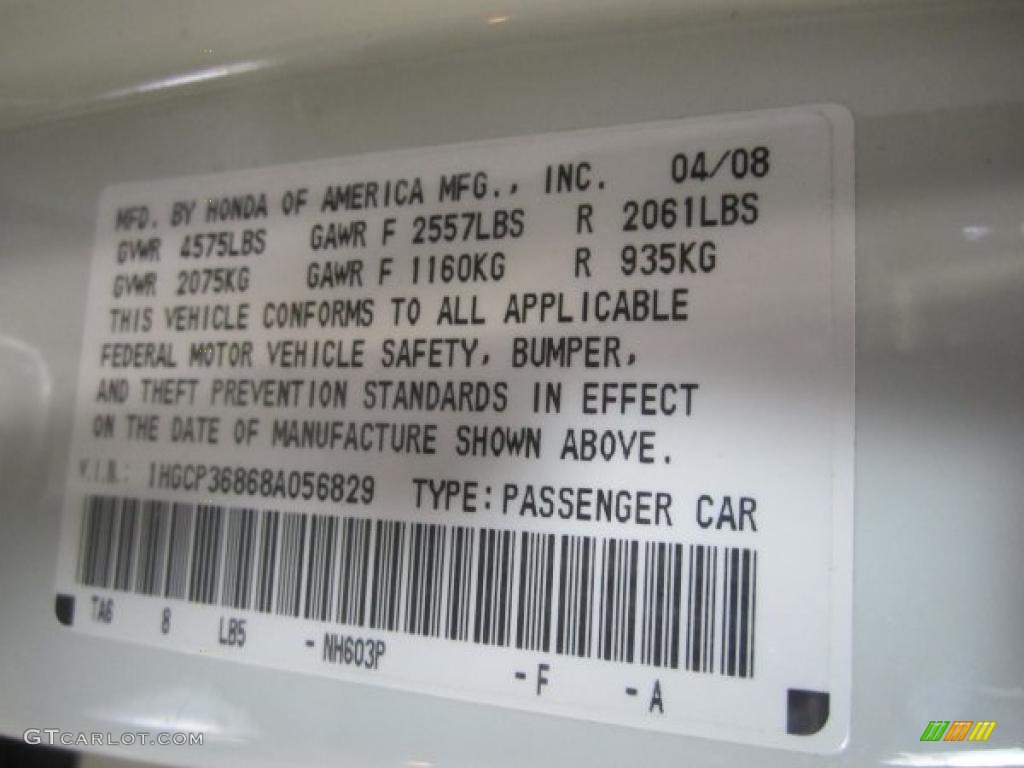 MFD. BY HONDA OF AMERICA MFG., INC. 04/08
GVWR 4575LBS GAWR F 2557LBS R 2061LBS
GVWR 2075KG GAWR F 1160KG R 935KG
THIS VEHICLE CONFORMS TO ALL APPLICABLE
FEDERAL MOTOR VEHICLE SAFETY, BUMPER,
AND THEFT PREVENTION STANDARDS IN EFFECT
ON THE DATE OF MANUFACTURE SHOWN ABOVE.
V.I.N.: 1HGCP36868A056829 TYPE:PASSENGER CAR
TAG 8 LB5 -NH603P -F -A
GTCARLOT.COM